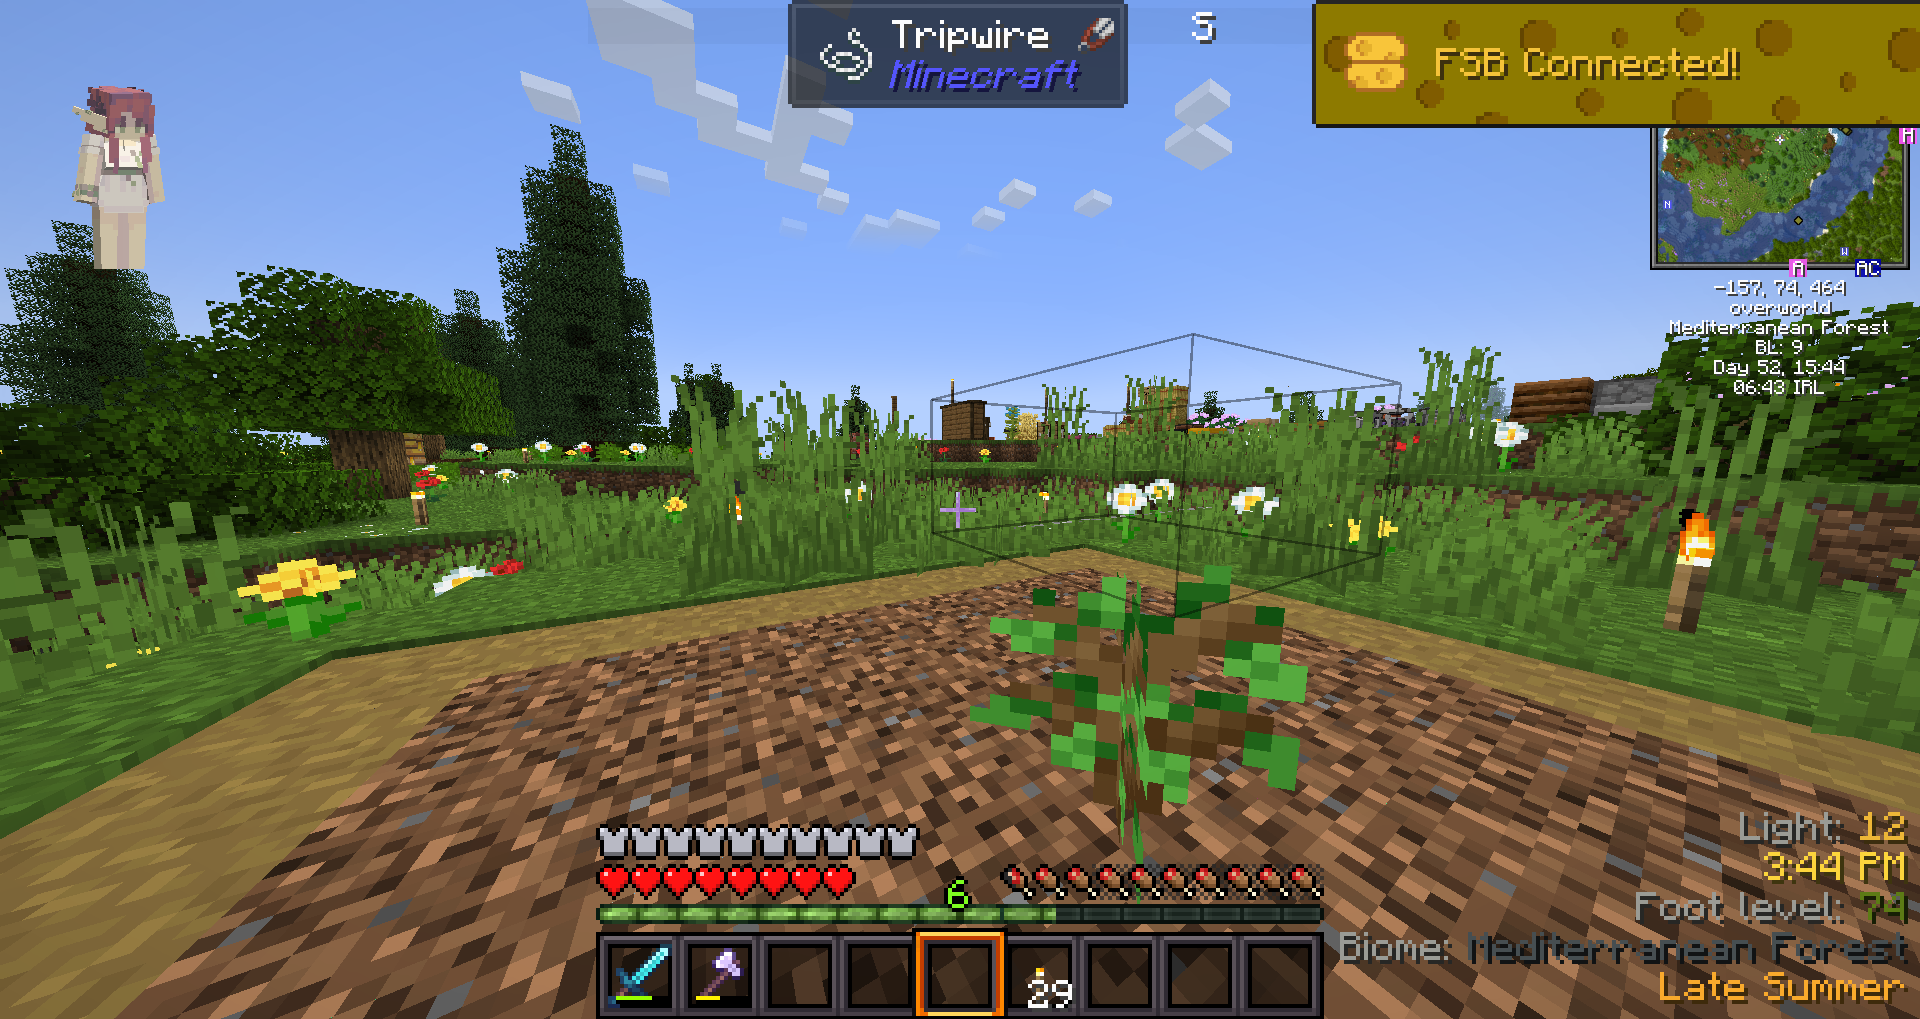 Tripwire
Minecraft
S
FSB Connected!
H
N
W
A
AC
-157, 74, 464
overworld
Mediterranean Forest
BL: 9
Day 52, 15:44
06:43 IRL
Light: 12
3:44 PM
Foot level: 74
Biome: Mediterranean Forest
Late Summer
6
29